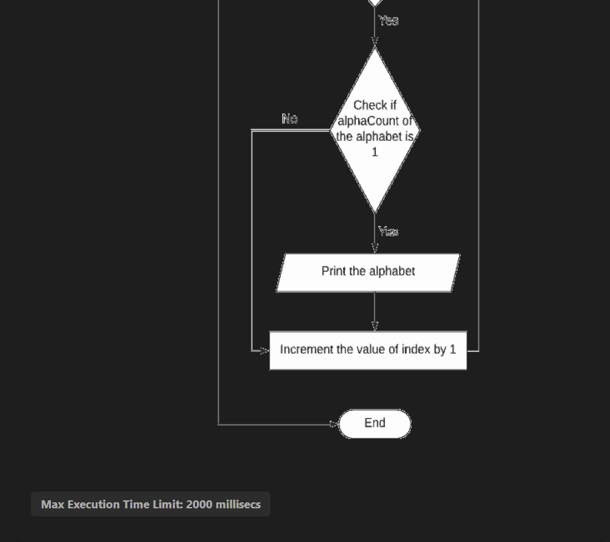 Yes
Check if
alphaCount of
the alphabet is
1
No
Yes
Print the alphabet
Increment the value of index by 1
End
Max Execution Time Limit: 2000 millisecs